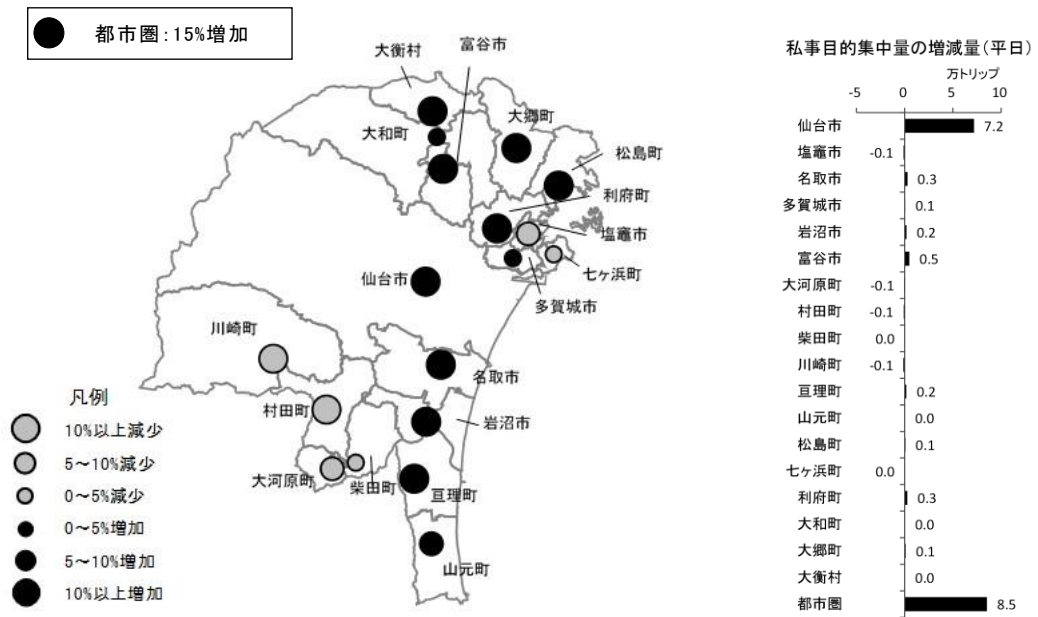 都市圏:15%増加
富谷市
大衡村
大郷町
大和町
松島町
利府町
塩竈市
七ヶ浜町
多賀城市
仙台市
川崎町
名取市
村田町
岩沼市
大河原町
柴田町
亘理町
山元町
凡例
10%以上減少
5~10%減少
0~5%減少
0~5%増加
5~10%増加
10%以上増加
私事目的集中量の増減量(平日)
万トリップ
-5 0 5 10
仙台市 7.2
塩竈市 -0.1
名取市 0.3
多賀城市 0.1
岩沼市 0.2
富谷市 0.5
大河原町 -0.1
村田町 -0.1
柴田町 0.0
川崎町 -0.1
亘理町 0.2
山元町 0.0
松島町 0.1
七ヶ浜町 0.0
利府町 0.3
大和町 0.0
大郷町 0.1
大衡村 0.0
都市圏 8.5